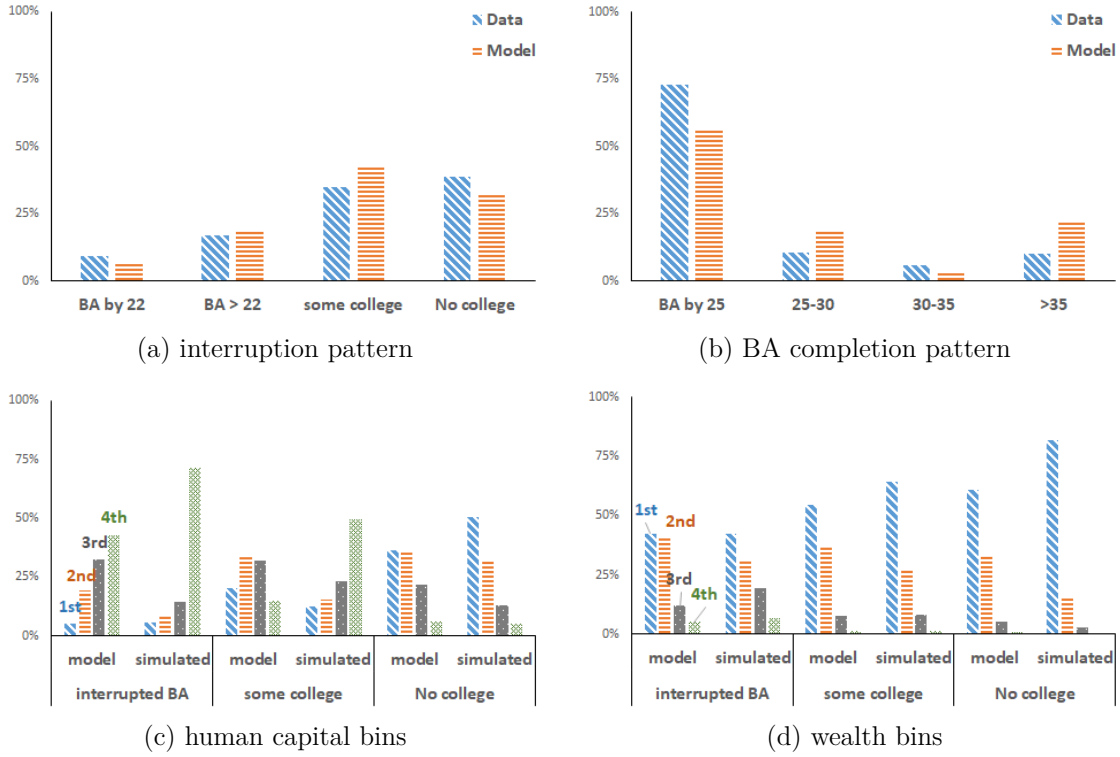 100%
75%
50%
25%
0%
Data
Model
BA by 22 BA > 22 some college No college
(a) interruption pattern
100%
75%
50%
25%
0%
Data
Model
BA by 25 25-30 30-35 >35
(b) BA completion pattern
100%
75%
50%
25%
0%
4th
3rd
2nd
1st
model simulated model simulated model simulated
interrupted BA some college No college
(c) human capital bins
100%
75%
50%
25%
0%
1st
2nd
3rd
4th
model simulated model simulated model simulated
interrupted BA some college No college
(d) wealth bins